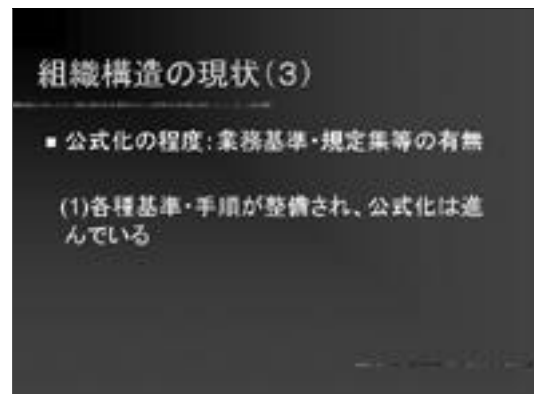 組織構造の現状(3)
■ 公式化の程度:業務基準・規定集等の有無
(1)各種基準・手順が整備され、公式化は進
んでいる